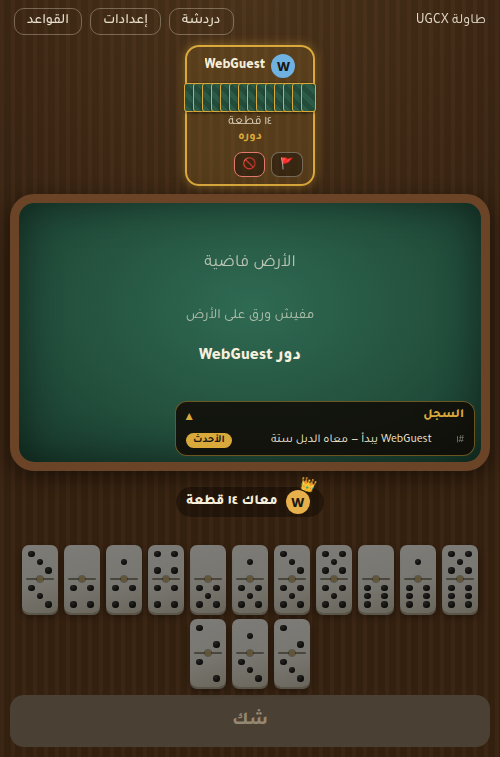 طاولة UGCX
دردشة
إعدادات
القواعد
W WebGuest
١٤ قطعة
دوره
الأرض فاضية
مفيش ورق على الأرض
دور WebGuest
السجل ▲
#١ WebGuest يبدأ — معاه الدبل ستة الأحدث
W معاك ١٤ قطعة
شك